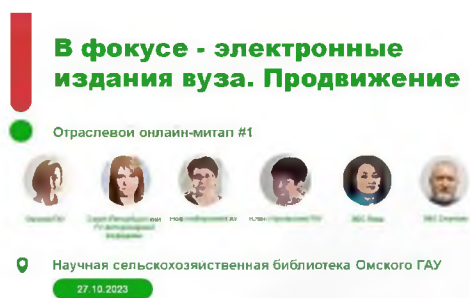 В фокусе - электронные
издания вуза. Продвижение
Отраслевой онлайн-митап #1
Научная сельскохозяйственная библиотека Омского ГАУ
27.10.2023